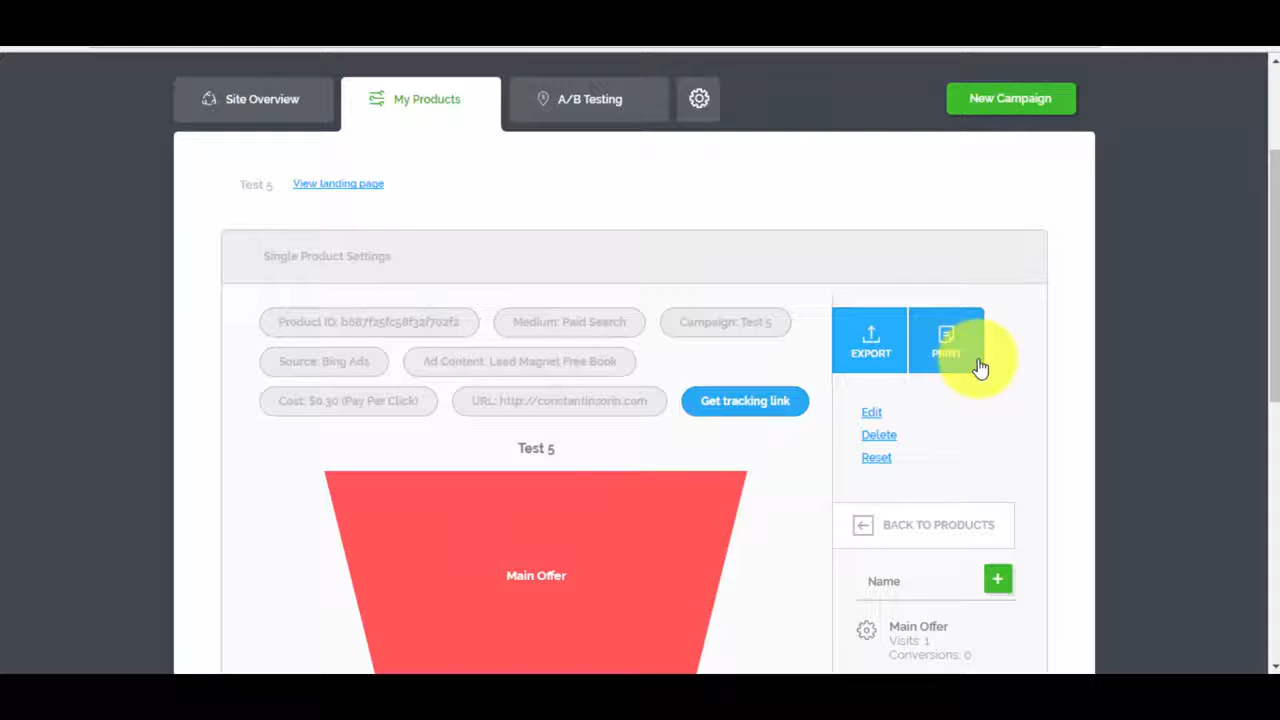 Site Overview
My Products
A/B Testing
New Campaign
Test 5 View landing page
Single Product Settings
Product ID: b687f25fc58f32f702f2 Medium: Paid Search Campaign: Test 5
Source: Bing Ads Ad Content: Lead Magnet Free Book
Cost: $0.30 (Pay Per Click) URL: http://constantinsorin.com Get tracking link
EXPORT
PRINT
Edit
Delete
Reset
Test 5
Main Offer
BACK TO PRODUCTS
Name
Main Offer
Visits: 1
Conversions: 0